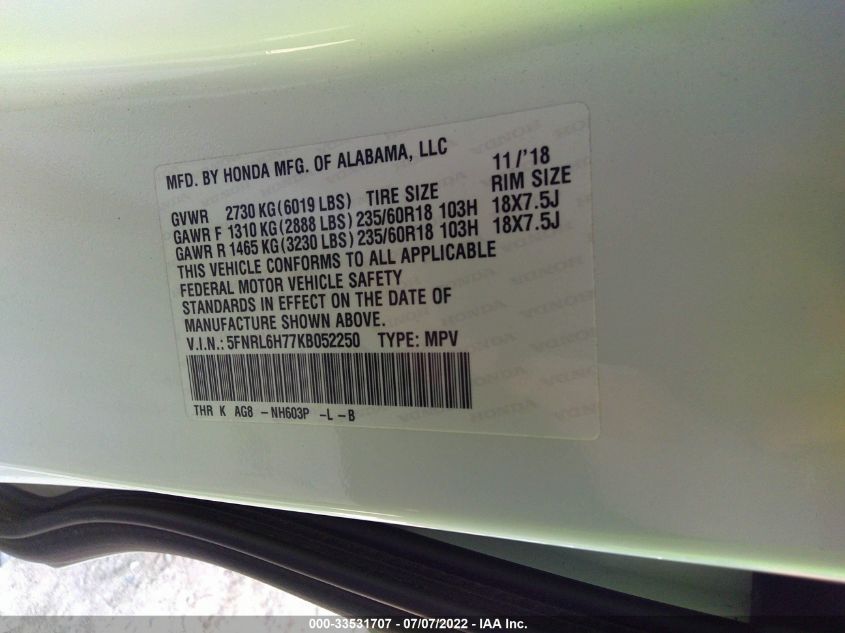 MFD. BY HONDA MFG. OF ALABAMA, LLC 11/'18
GVWR 2730 KG (6019 LBS) TIRE SIZE RIM SIZE
GAWR F 1310 KG (2888 LBS) 235/60R18 103H 18X7.5J
GAWR R 1465 KG (3230 LBS) 235/60R18 103H 18X7.5J
THIS VEHICLE CONFORMS TO ALL APPLICABLE
FEDERAL MOTOR VEHICLE SAFETY
STANDARDS IN EFFECT ON THE DATE OF
MANUFACTURE SHOWN ABOVE.
V.I.N.: 5FNRL6H77KB052250 TYPE: MPV
THR K AG8 -NH603P -L -B
000-33531707 - 07/07/2022 - IAA Inc.